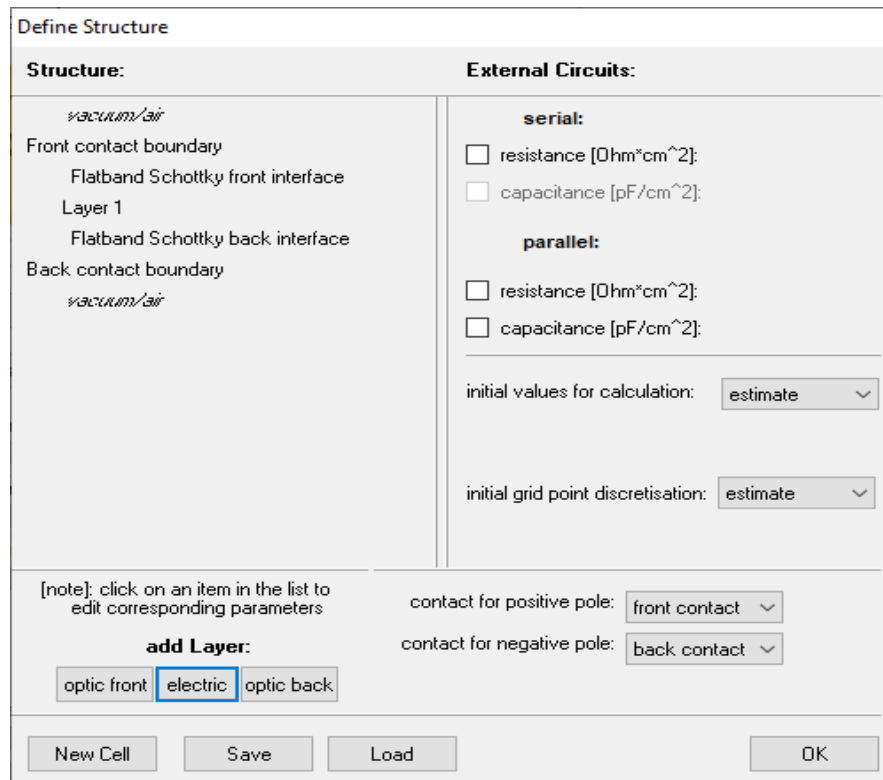 Define Structure
Structure:
vacuum/air
Front contact boundary
Flatband Schottky front interface
Layer 1
Flatband Schottky back interface
Back contact boundary
vacuum/air
External Circuits:
serial:
resistance [Ohm*cm^2]:
capacitance [pF/cm^2]:
parallel:
resistance [Ohm*cm^2]:
capacitance [pF/cm^2]:
initial values for calculation: estimate
initial grid point discretisation: estimate
[note]: click on an item in the list to
edit corresponding parameters
add Layer:
optic front electric optic back
contact for positive pole: front contact
contact for negative pole: back contact
New Cell Save Load OK